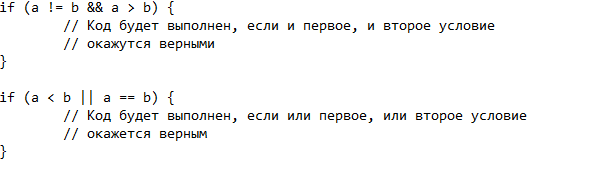 if (a != b && a > b) {
// Код будет выполнен, если и первое, и второе условие
// окажутся верными
}
if (a < b || a == b) {
// Код будет выполнен, если или первое, или второе условие
// окажется верным
}